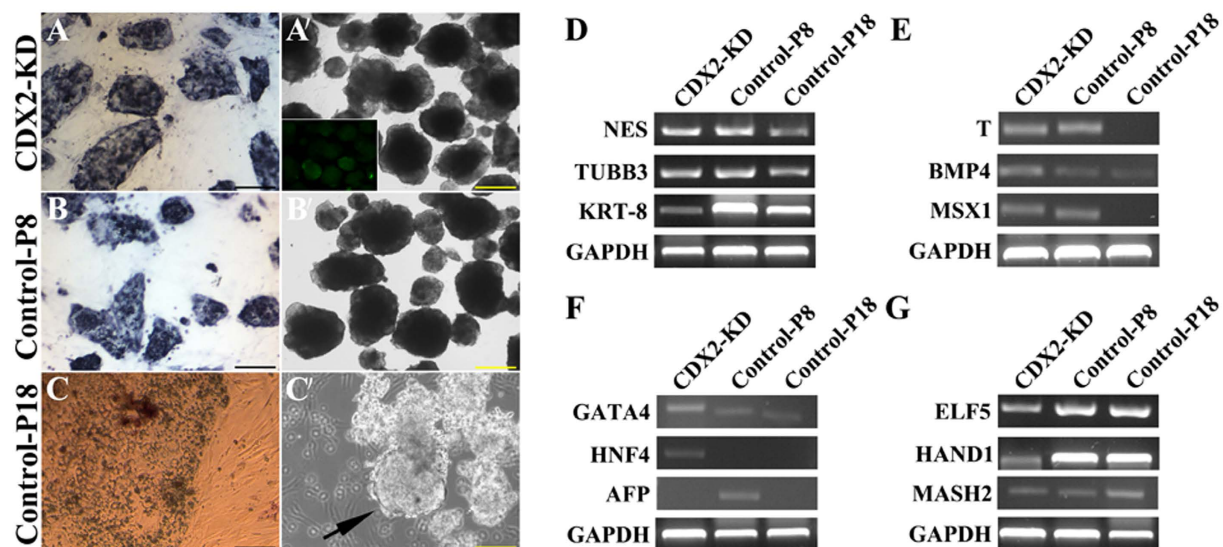 CDX2-KD
A
A'
Control-P8
B
B'
Control-P18
C
C'
D
CDX2-KD
Control-P8
Control-P18
NES
TUBB3
KRT-8
GAPDH
E
CDX2-KD
Control-P8
Control-P18
T
BMP4
MSX1
GAPDH
F
CDX2-KD
Control-P8
Control-P18
GATA4
HNF4
AFP
GAPDH
G
CDX2-KD
Control-P8
Control-P18
ELF5
HAND1
MASH2
GAPDH